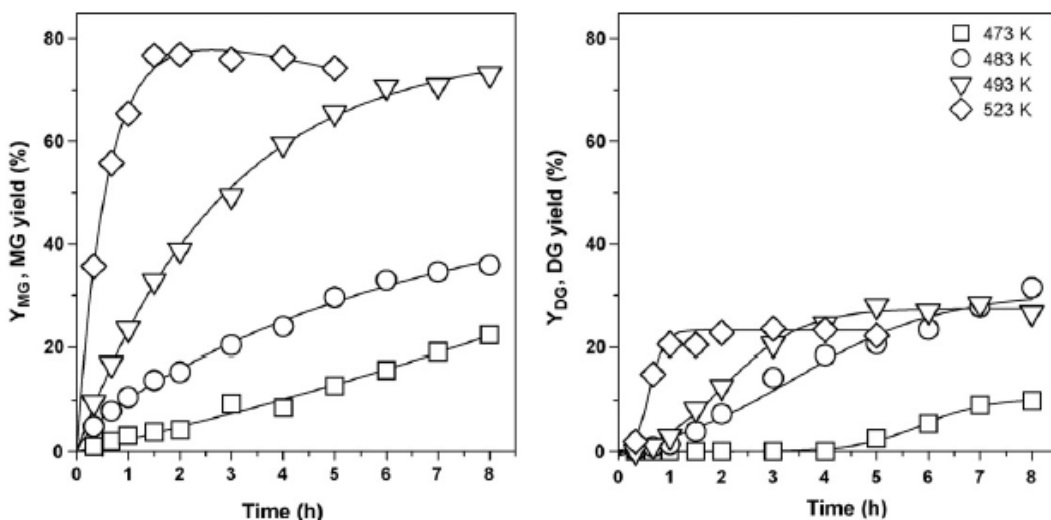 80
60
40
20
0
Y_MG, MG yield (%)
0 1 2 3 4 5 6 7 8
Time (h)
80
60
40
20
0
Y_DG, DG yield (%)
0 1 2 3 4 5 6 7 8
Time (h)
473 K
483 K
493 K
523 K